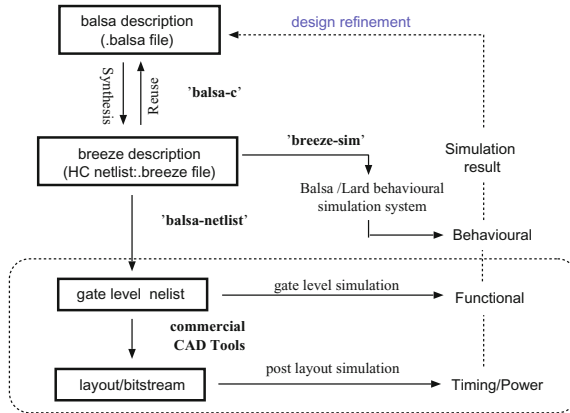 balsa description
(.balsa file)
design refinement
Synthesis
Reuse
'balsa-c'
breeze description
(HC netlist:.breeze file)
'breeze-sim'
Simulation
result
Balsa /Lard behavioural
simulation system
'balsa-netlist'
Behavioural
gate level nelist
gate level simulation
Functional
commercial
CAD Tools
layout/bitstream
post layout simulation
Timing/Power